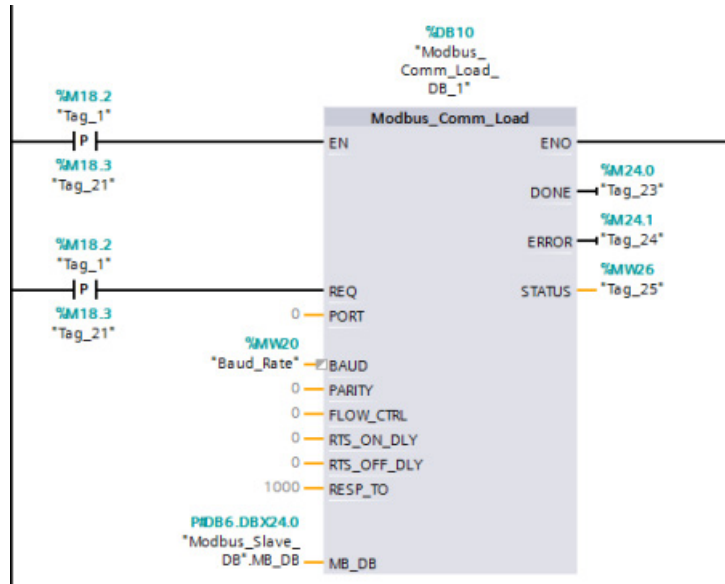 %DB10
"Modbus_
Comm_Load_
DB_1"
%M18.2
"Tag_1"
Modbus_Comm_Load
P
EN
ENO
%M18.3
"Tag_21"
%M24.0
DONE
"Tag_23"
%M24.1
%M18.2
ERROR
"Tag_24"
"Tag_1"
%MW26
P
REQ
STATUS
"Tag_25"
%M18.3
0
PORT
"Tag_21"
%MW20
"Baud_Rate"
BAUD
0
PARITY
0
FLOW_CTRL
0
RTS_ON_DLY
0
RTS_OFF_DLY
1000
RESP_TO
P#DB6.DBX24.0
"Modbus_Slave_
DB".MB_DB
MB_DB